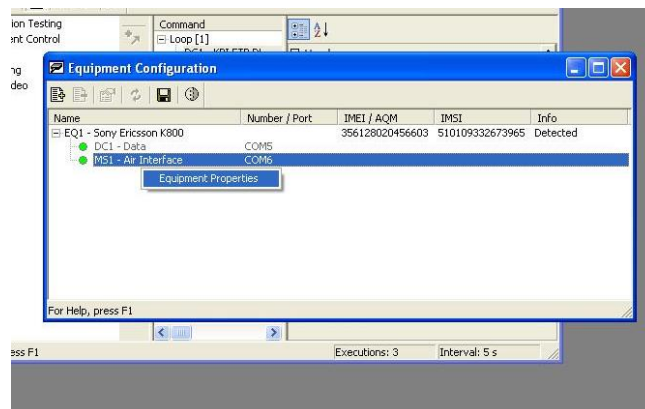 ion Testing
ent Control
ng
deo
Command
Loop [1]
Equipment Configuration
Name Number / Port IMEI / AQM IMSI Info
EQ1 - Sony Ericsson K800 356128020456603 510109332673965 Detected
DC1 - Data COM5
MS1 - Air Interface COM6
Equipment Properties
For Help, press F1
ess F1 Executions: 3 Interval: 5 s